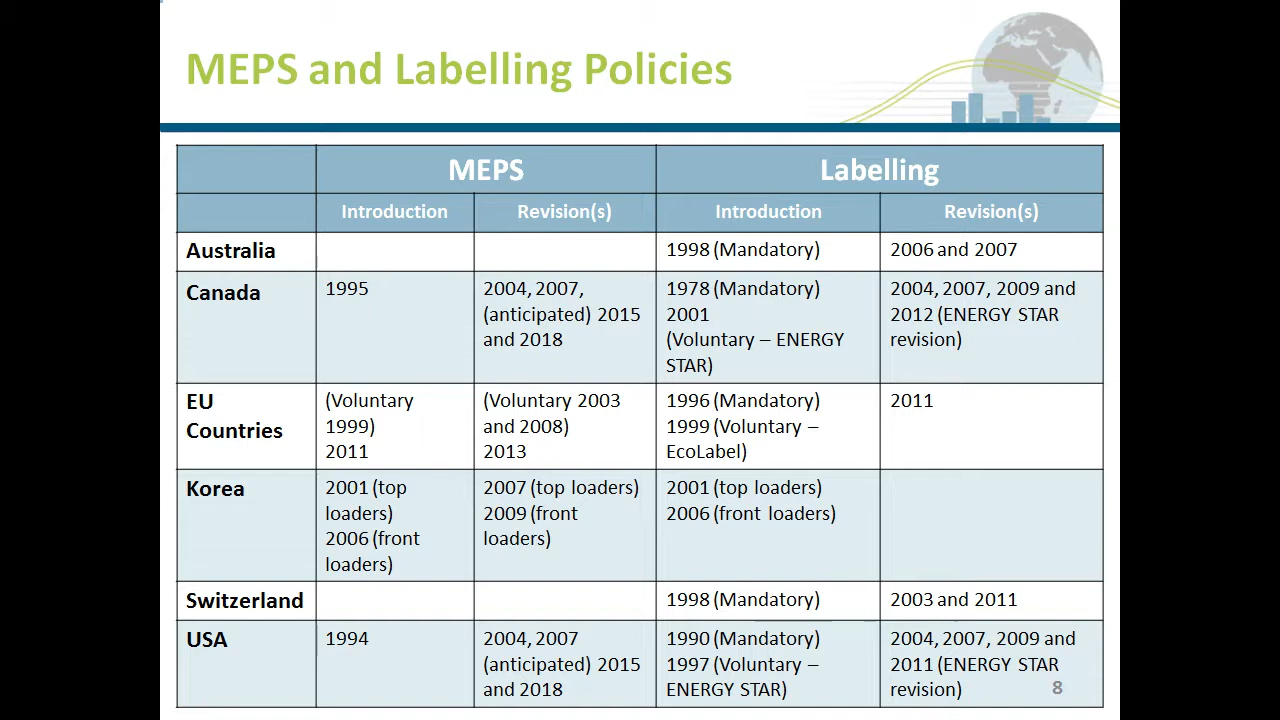 MEPS and Labelling Policies
MEPS
Labelling
Introduction
Revision(s)
Introduction
Revision(s)
Australia
1998 (Mandatory)
2006 and 2007
Canada
1995
2004, 2007,
(anticipated) 2015
and 2018
1978 (Mandatory)
2001
(Voluntary – ENERGY
STAR)
2004, 2007, 2009 and
2012 (ENERGY STAR
revision)
EU
Countries
(Voluntary
1999)
2011
(Voluntary 2003
and 2008)
2013
1996 (Mandatory)
1999 (Voluntary –
EcoLabel)
2011
Korea
2001 (top
loaders)
2006 (front
loaders)
2007 (top loaders)
2009 (front
loaders)
2001 (top loaders)
2006 (front loaders)
Switzerland
1998 (Mandatory)
2003 and 2011
USA
1994
2004, 2007
(anticipated) 2015
and 2018
1990 (Mandatory)
1997 (Voluntary –
ENERGY STAR)
2004, 2007, 2009 and
2011 (ENERGY STAR
revision)
8